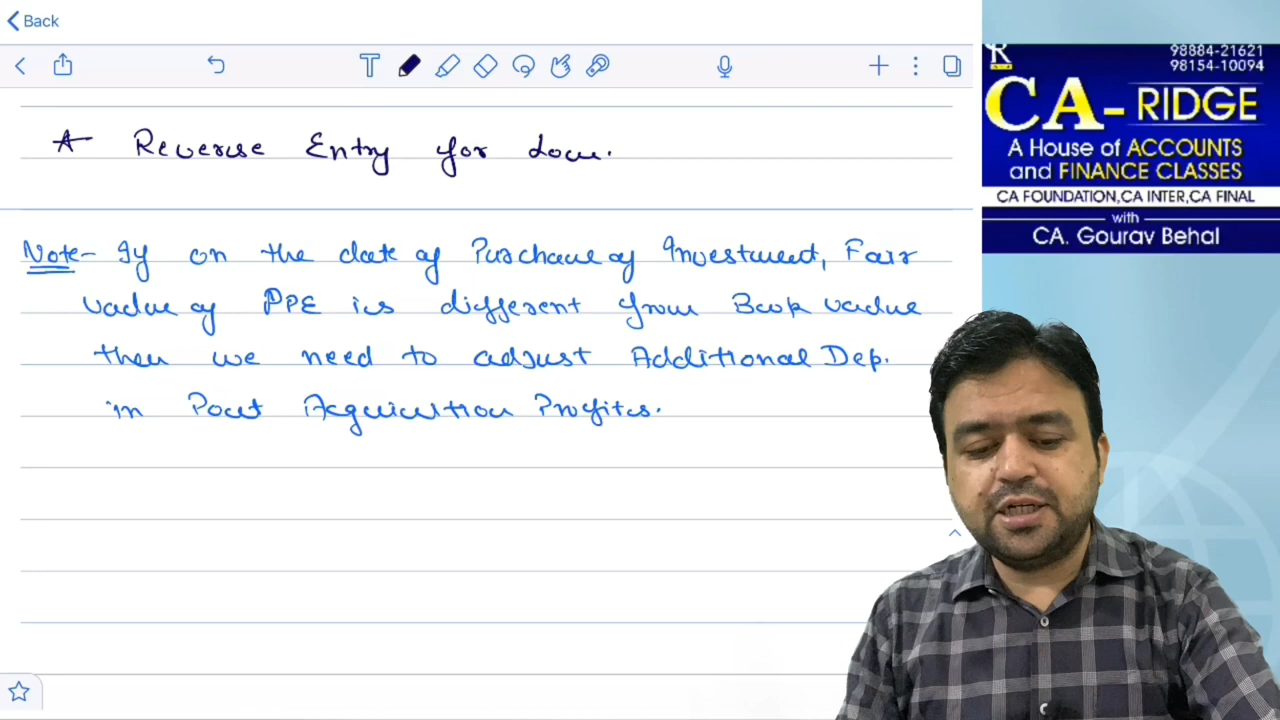 Back
98884-21621
98154-10094
CA- RIDGE
A House of ACCOUNTS
and FINANCE CLASSES
CA FOUNDATION,CA INTER,CA FINAL
with
CA. Gourav Behal
★ Reverse Entry for Loss.
Note- If on the date of Purchase of Investment, Fair
value of PPE is different from Book value
then we need to adjust Additional Dep.
in Post Acquisition Profits.